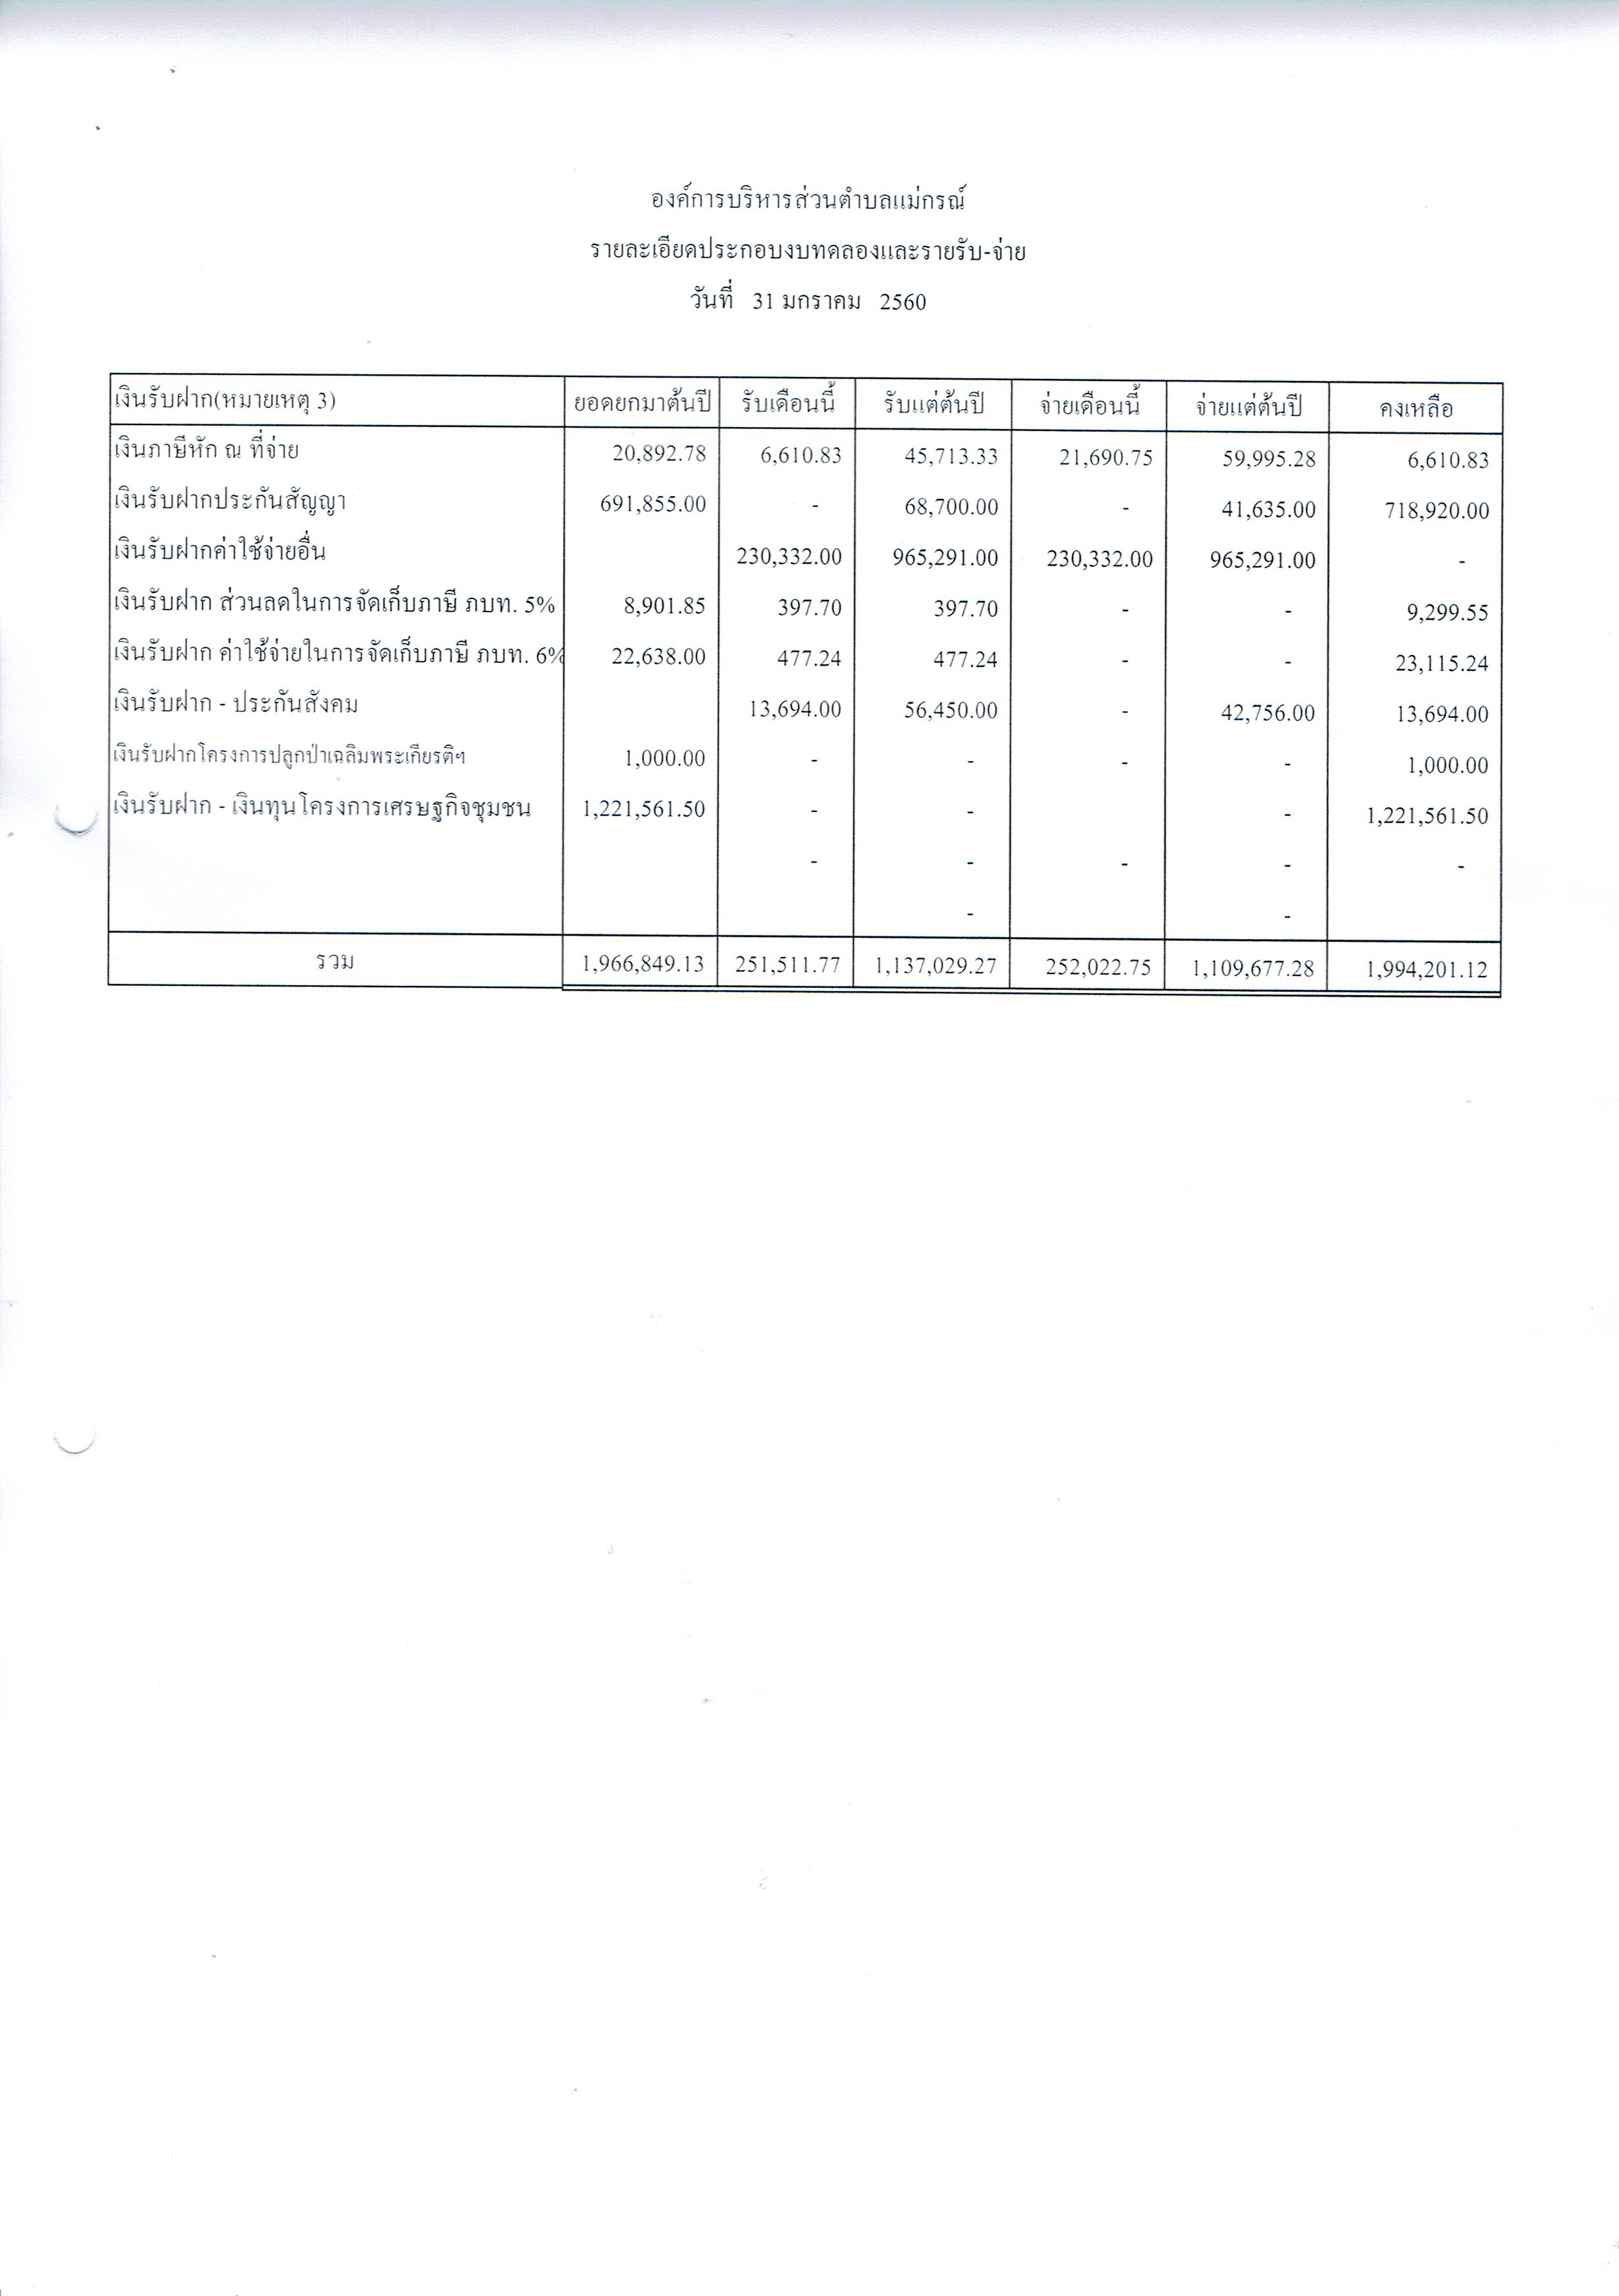 องค์การบริหารส่วนตำบลแม่กรณ์
รายละเอียดประกอบงบทดลองและรายรับ-จ่าย
วันที่ 31 มกราคม 2560
เงินรับฝาก(หมายเหตุ 3) ยอดยกมาต้นปี รับเดือนนี้ รับแต่ต้นปี จ่ายเดือนนี้ จ่ายแต่ต้นปี คงเหลือ
เงินภาษีหัก ณ ที่จ่าย 20,892.78 6,610.83 45,713.33 21,690.75 59,995.28 6,610.83
เงินรับฝากประกันสัญญา 691,855.00 - 68,700.00 - 41,635.00 718,920.00
เงินรับฝากค่าใช้จ่ายอื่น 230,332.00 965,291.00 230,332.00 965,291.00 -
เงินรับฝาก ส่วนลดในการจัดเก็บภาษี ภบท. 5% 8,901.85 397.70 397.70 - - 9,299.55
เงินรับฝาก ค่าใช้จ่ายในการจัดเก็บภาษี ภบท. 6% 22,638.00 477.24 477.24 - - 23,115.24
เงินรับฝาก - ประกันสังคม 13,694.00 56,450.00 - 42,756.00 13,694.00
เงินรับฝากโครงการปลูกป่าเฉลิมพระเกียรติฯ 1,000.00 - - - - 1,000.00
เงินรับฝาก - เงินทุนโครงการเศรษฐกิจชุมชน 1,221,561.50 - - - 1,221,561.50
- - - - -
- -
รวม 1,966,849.13 251,511.77 1,137,029.27 252,022.75 1,109,677.28 1,994,201.12